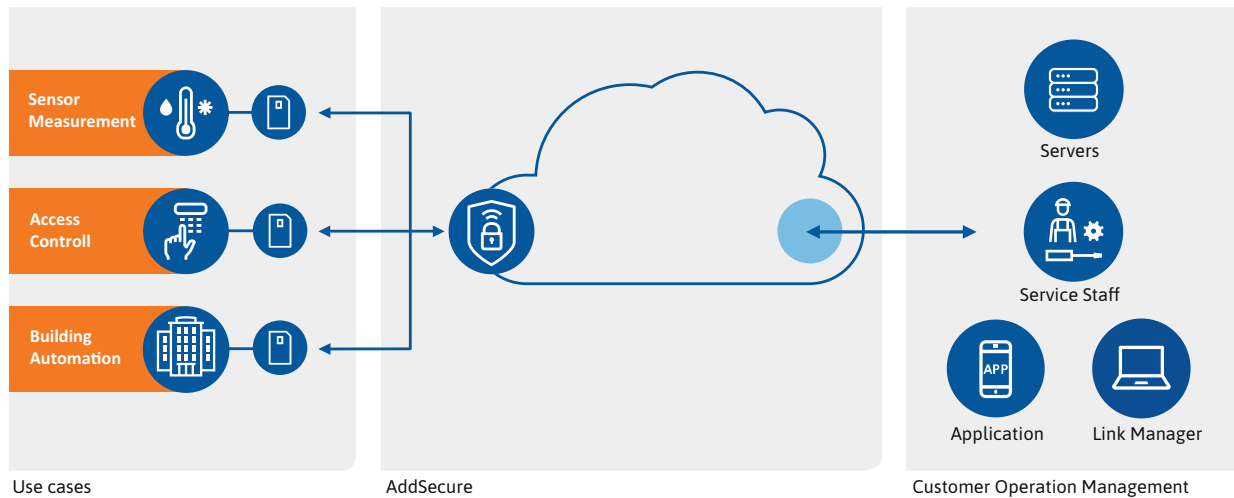 Sensor
Measurement
Access
Controll
Building
Automation
Servers
Service Staff
APP
Application
Link Manager
Use cases
AddSecure
Customer Operation Management